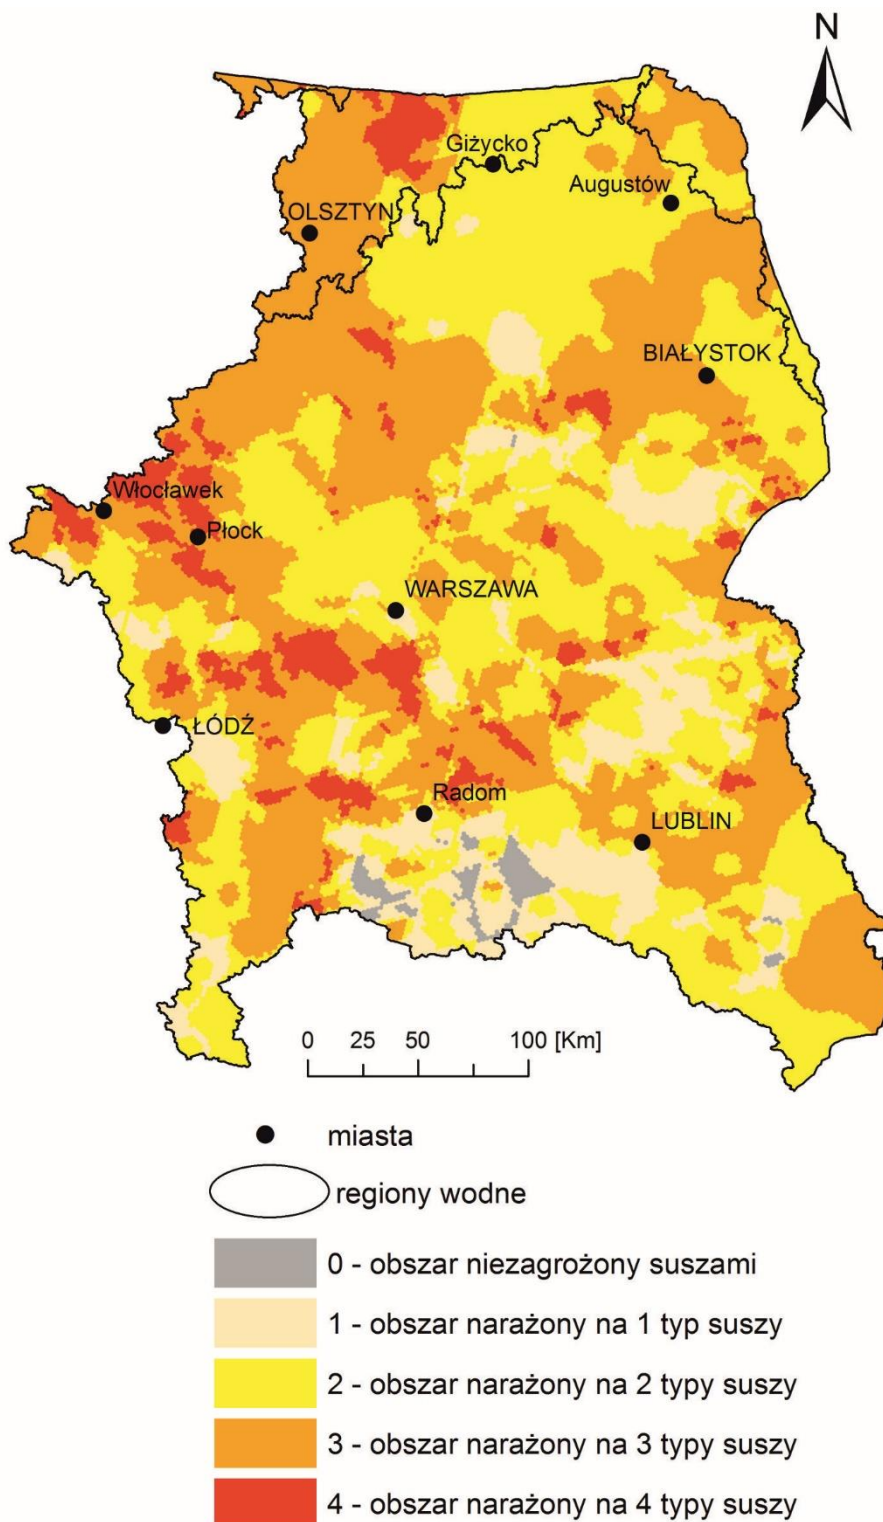 N
Giżycko
Augustów
OLSZTYN
BIAŁYSTOK
Włocławek
Płock
WARSZAWA
ŁÓDŹ
Radom
LUBLIN
0 25 50 100 [Km]
miasta
regiony wodne
0 - obszar niezagrożony suszami
1 - obszar narażony na 1 typ suszy
2 - obszar narażony na 2 typy suszy
3 - obszar narażony na 3 typy suszy
4 - obszar narażony na 4 typy suszy